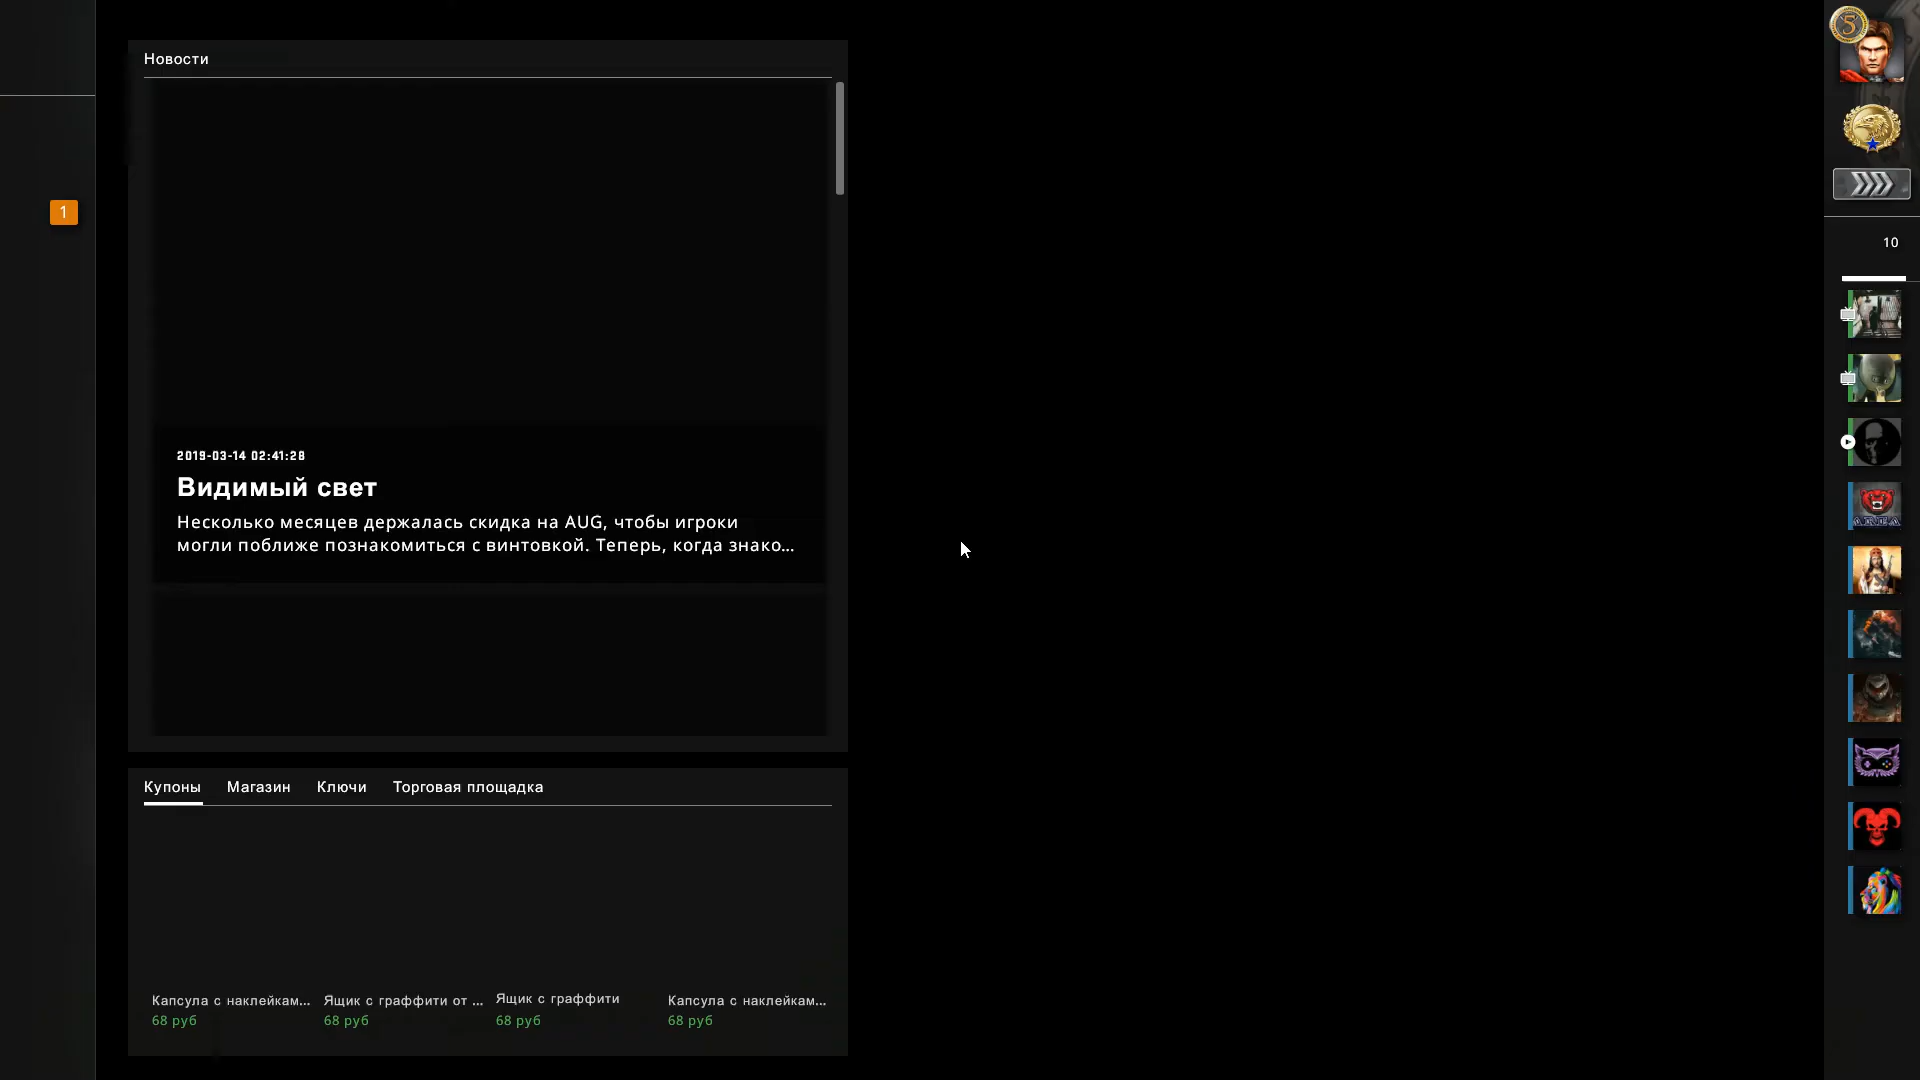 Новости
1
5
10
2019-03-14 02:41:28
Видимый свет
Несколько месяцев держалась скидка на AUG, чтобы игроки
могли поближе познакомиться с винтовкой. Теперь, когда знако...
Купоны Магазин Ключи Торговая площадка
Капсула с наклейкам...
68 руб
Ящик с граффити от ...
68 руб
Ящик с граффити
68 руб
Капсула с наклейкам...
68 руб